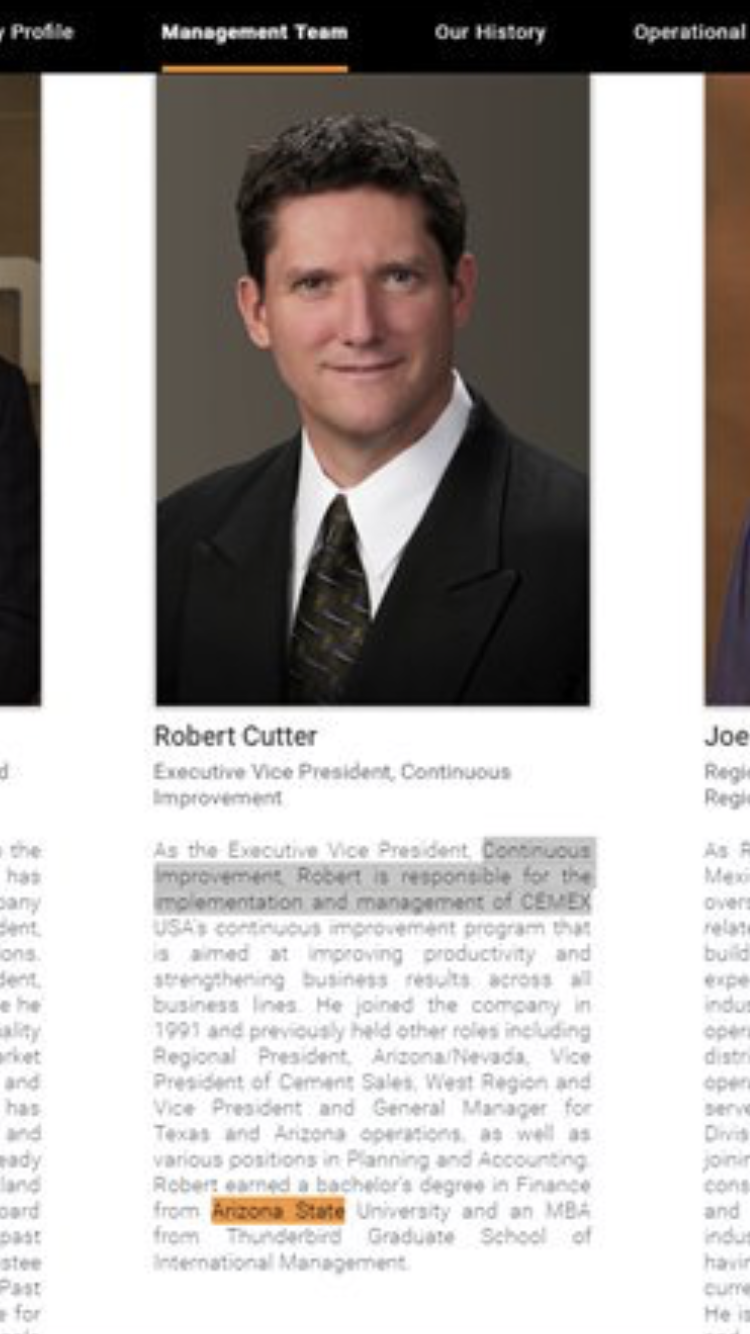 y Profile
Management Team
Our History
Operational
Robert Cutter
Executive Vice President, Continuous
Improvement
As the Executive Vice President, Continuous
Improvement, Robert is responsible for the
implementation and management of CEMEX
USA's continuous improvement program that
is aimed at improving productivity and
strengthening business results across all
business lines. He joined the company in
1991 and previously held other roles including
Regional President, Arizona/Nevada, Vice
President of Cement Sales, West Region and
Vice President and General Manager for
Texas and Arizona operations, as well as
various positions in Planning and Accounting.
Robert earned a bachelor's degree in Finance
from Arizona State University and an MBA
from Thunderbird Graduate School of
International Management.
d
the
has
pany
dent,
ions.
dent,
e he
ality
arket
and
has
and
eady
land
oard
past
stee
Past
e for
Joe
Regio
Regio
As R
Mexi
overs
relate
build
expe
indus
opera
distri
opera
serve
Divis
joinin
cons
and
indus
havin
curre
He is